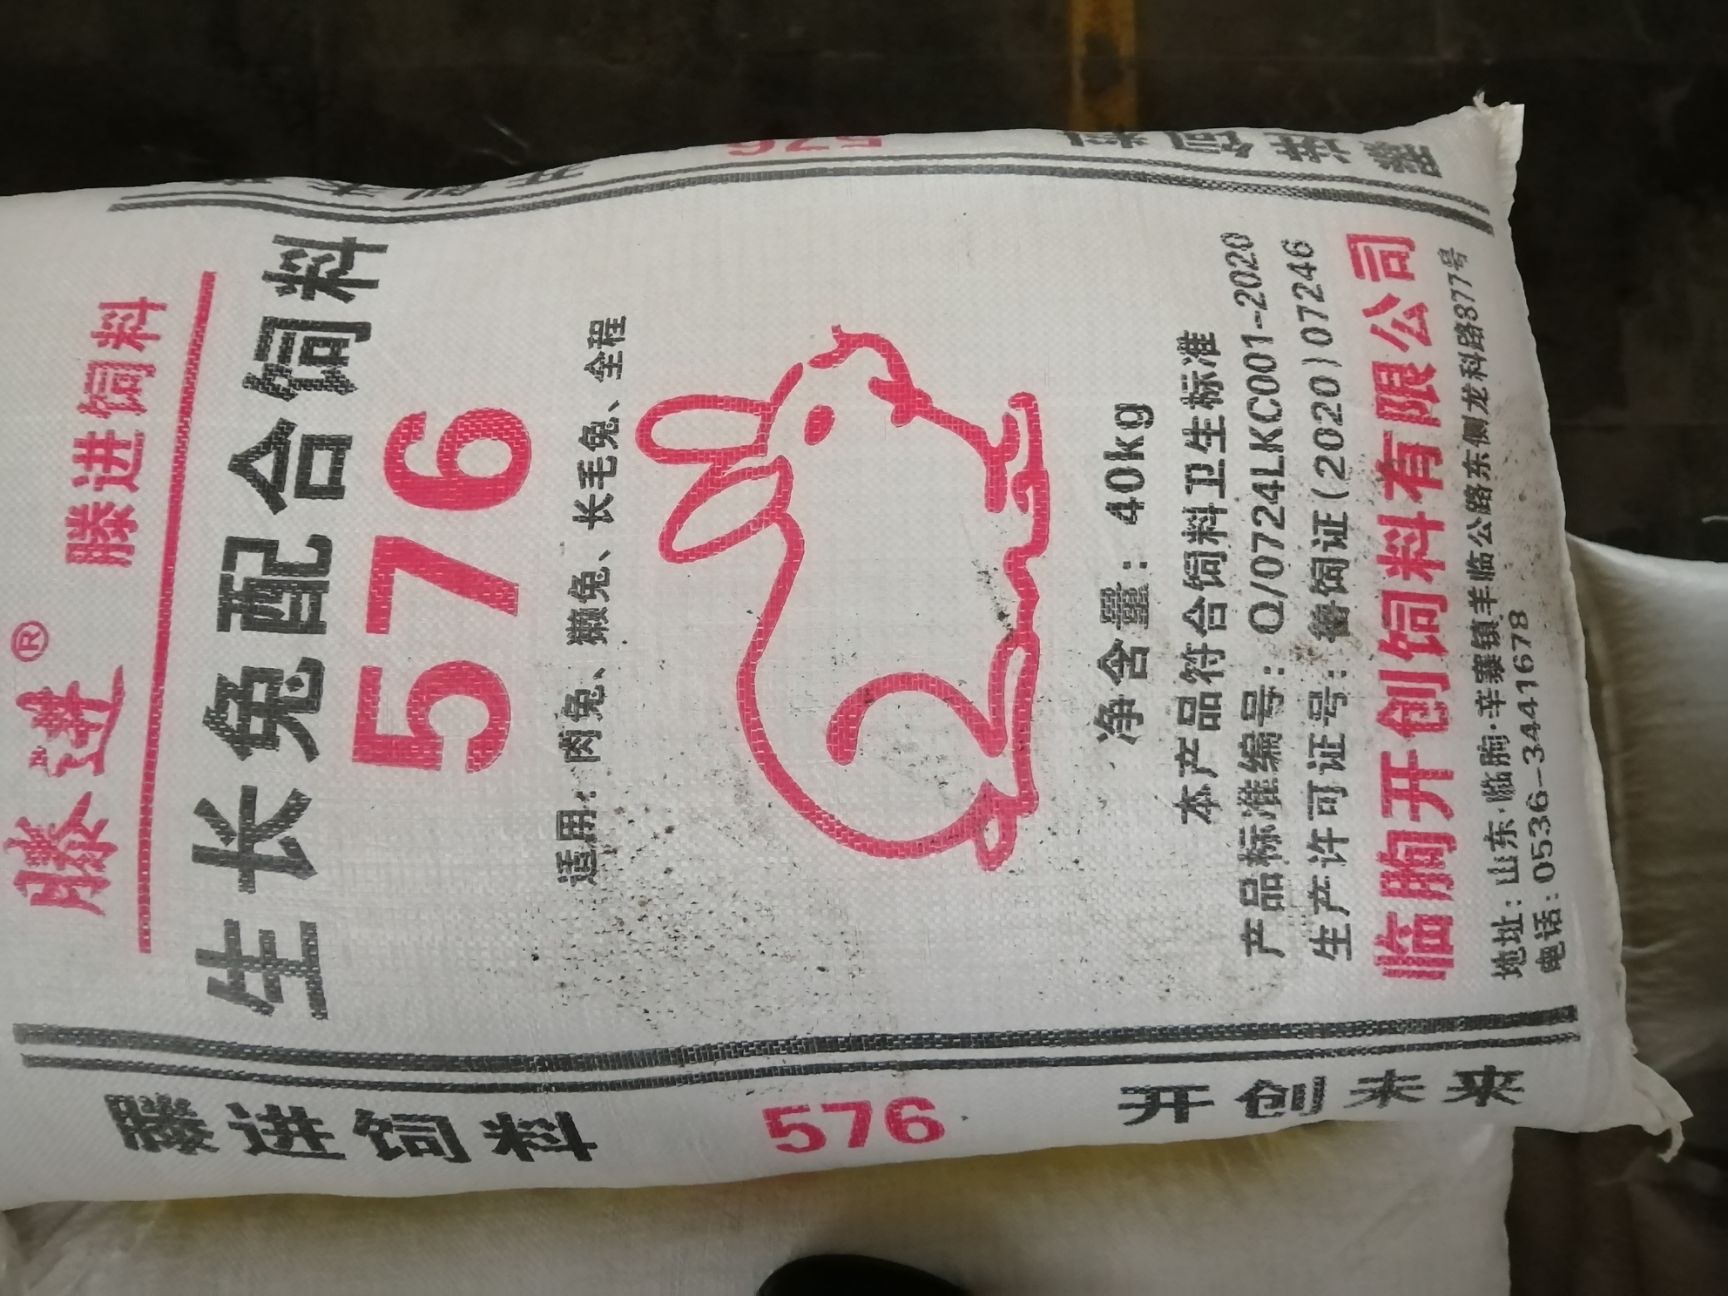 滕进® 滕进饲料
生长兔配合饲料
576
适用：肉兔、獭兔、长毛兔、全程
净含量：40kg
本产品符合饲料卫生标准
产品标准编号：Q/0724LKC001-2020
生产许可证号：鲁饲证(2020)07246
临朐开创饲料有限公司
地址：山东·临朐·辛寨镇羊临公路东侧龙科路877号
电话：0536-3441678
滕进饲料 576 开创未来